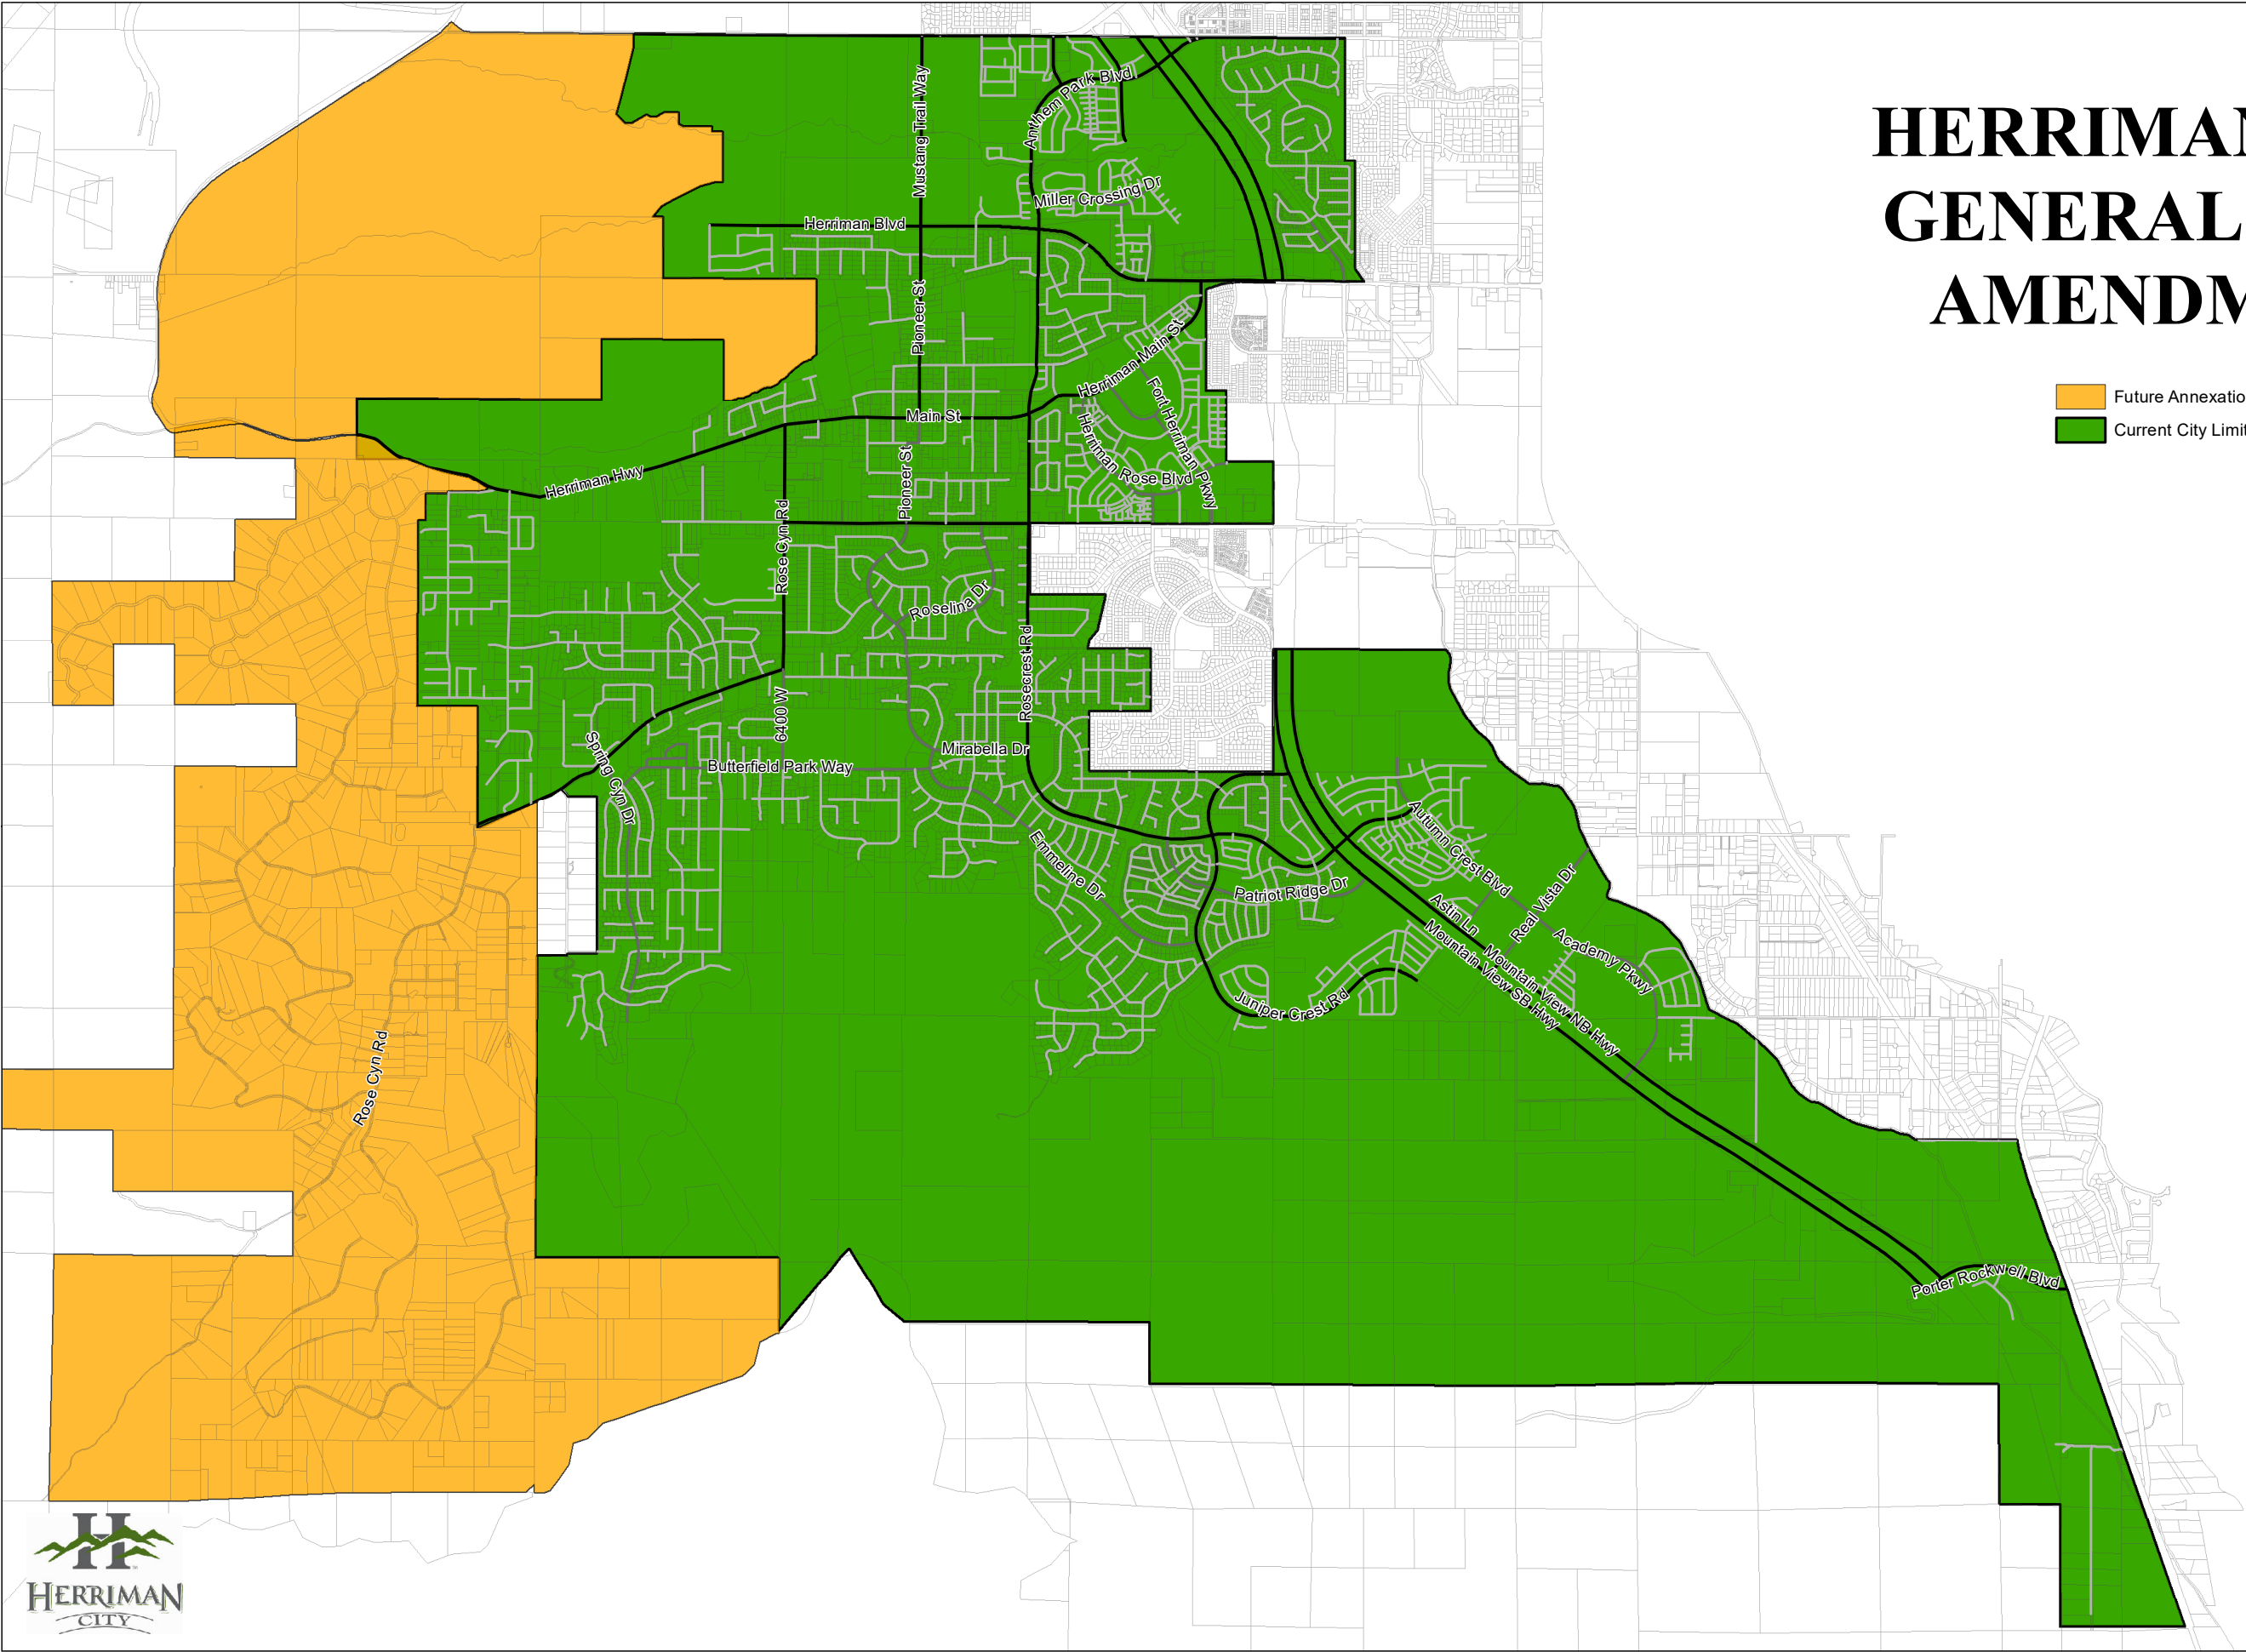 HERRIMAN
GENERAL
AMENDM
Future Annexatio
Current City Limit
Mustang Trail Way
Anthem Park Blvd
Miller Crossing Dr
Herriman Blvd
Pioneer St
Herriman Main St
Fort Herriman Pkwy
Main St
Herriman Rose Blvd
Pioneer St
Herriman Hwy
Rose Cyn Rd
Roselina Dr
Rosecrest Rd
6400 W
Spring Cyn Dr
Mirabella Dr
Butterfield Park Way
Emmeline Dr
Autumn Crest Blvd
Patriot Ridge Dr
Real Vista Dr
Astin Ln
Academy Pkwy
Mountain View SB Hwy
Mountain View NB Hwy
Juniper Crest Rd
Rose Cyn Rd
Porter Rockwell Blvd
H
HERRIMAN
CITY